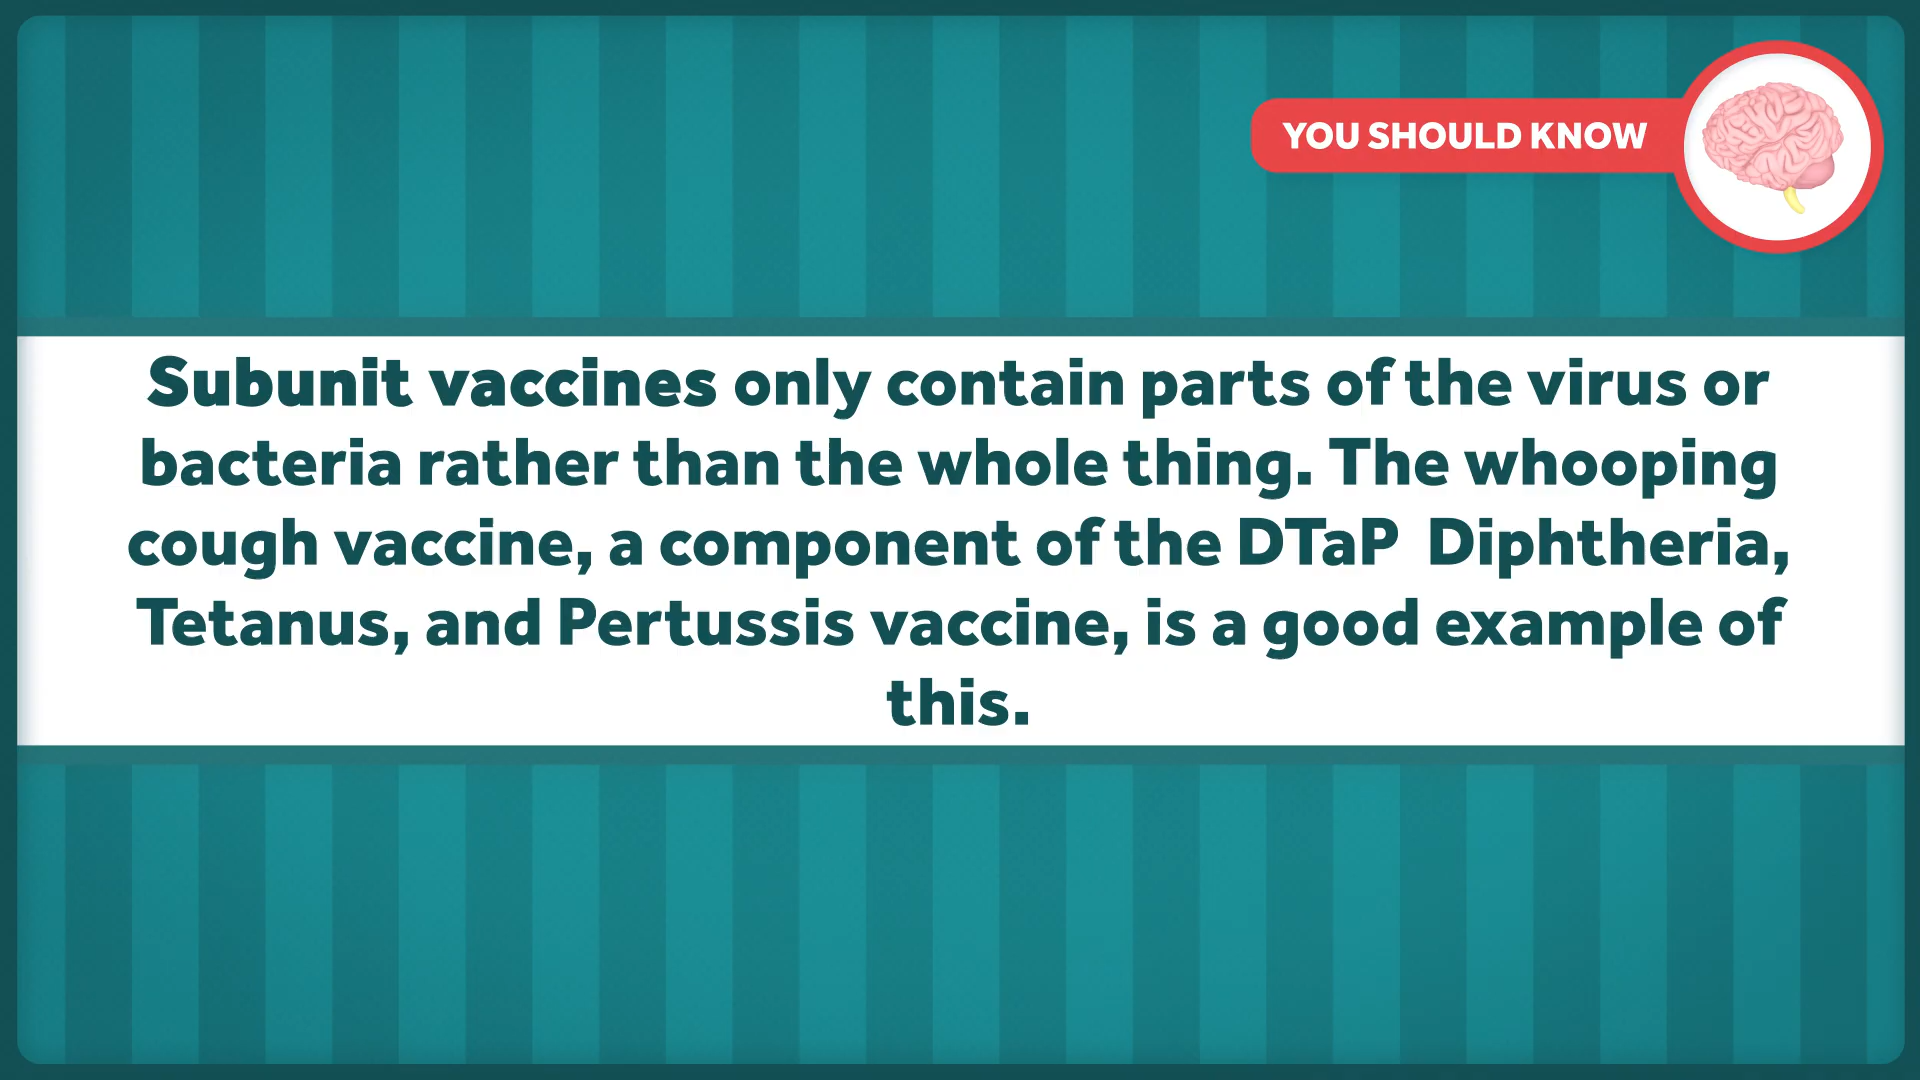 YOU SHOULD KNOW
Subunit vaccines only contain parts of the virus or
bacteria rather than the whole thing. The whooping
cough vaccine, a component of the DTaP  Diphtheria,
Tetanus, and Pertussis vaccine, is a good example of
this.